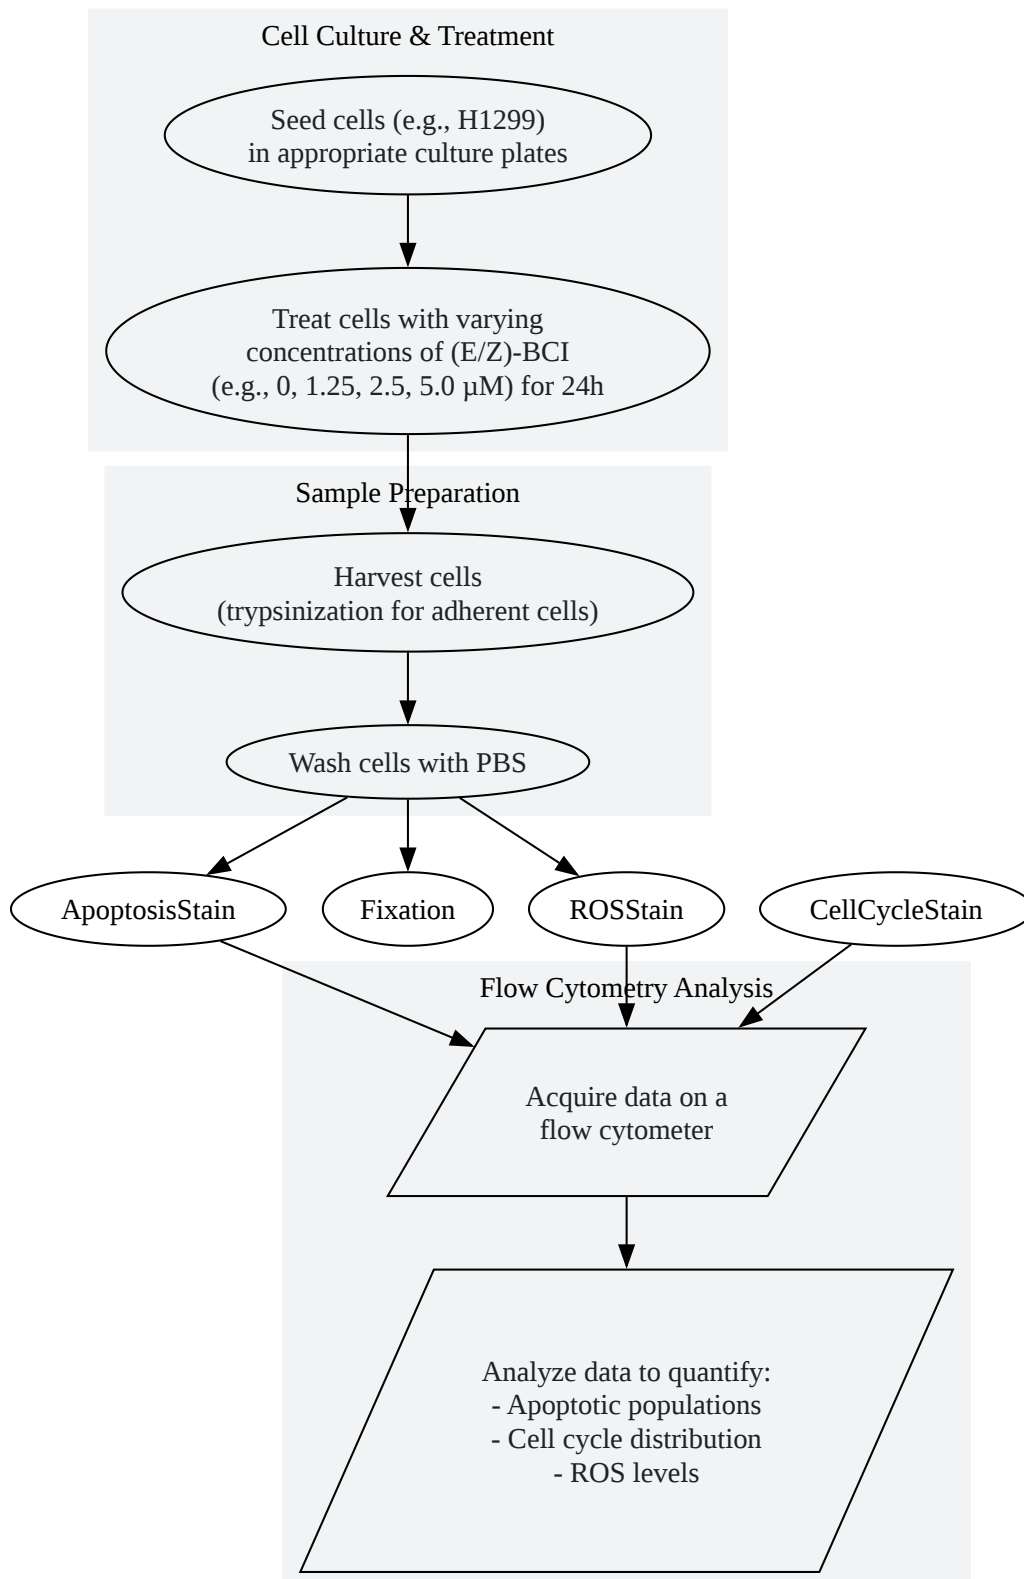 Cell Culture & Treatment
Seed cells (e.g., H1299)
in appropriate culture plates
Treat cells with varying
concentrations of (E/Z)-BCI
(e.g., 0, 1.25, 2.5, 5.0 µM) for 24h
Sample Preparation
Harvest cells
(trypsinization for adherent cells)
Wash cells with PBS
ApoptosisStain
Fixation
ROSStain
CellCycleStain
Flow Cytometry Analysis
Acquire data on a
flow cytometer
Analyze data to quantify:
- Apoptotic populations
- Cell cycle distribution
- ROS levels